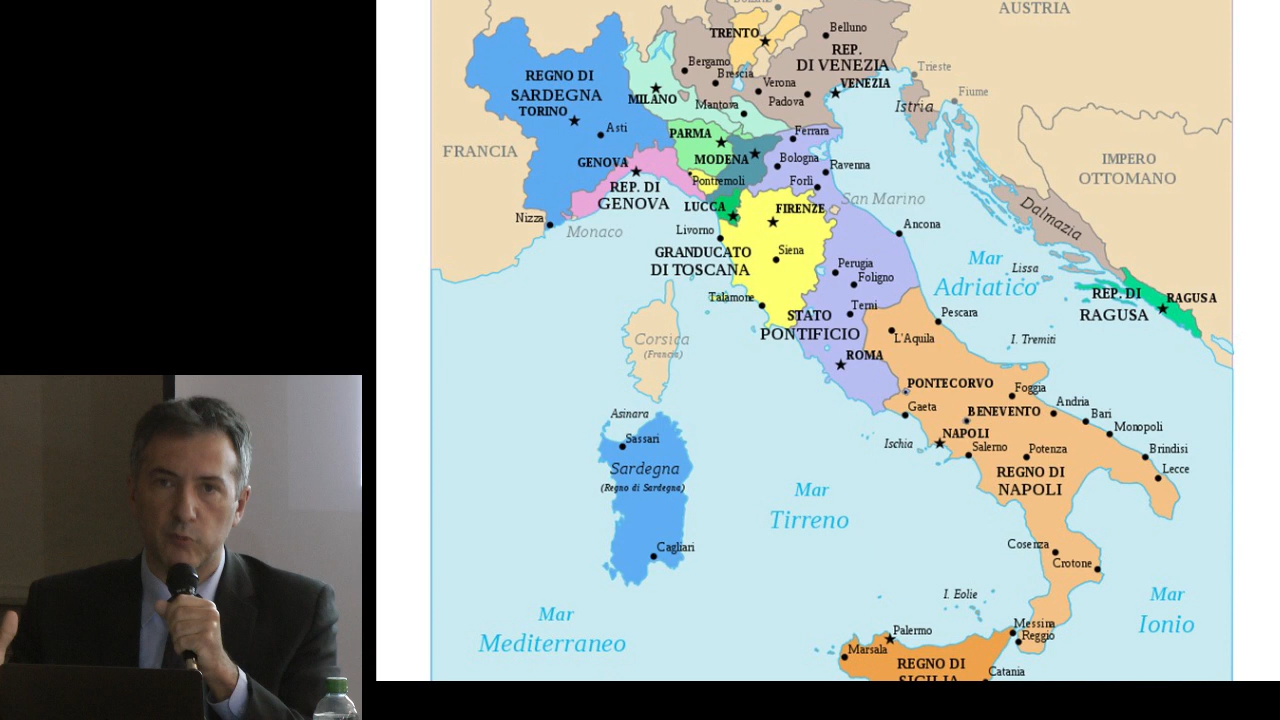 AUSTRIA
TRENTO
Belluno
REP.
DI VENEZIA
Bergamo
Brescia
Verona
VENEZIA
Trieste
REGNO DI
SARDEGNA
TORINO
MILANO
Mantova
Padova
Istria
Fiume
Asti
PARMA
Ferrara
FRANCIA
GENOVA
MODENA
Bologna
Ravenna
IMPERO
OTTOMANO
REP. DI
GENOVA
Pontremoli
Forlì
LUCCA
FIRENZE
San Marino
Dalmazia
Nizza
Monaco
Livorno
Ancona
GRANDUCATO
DI TOSCANA
Siena
Perugia
Foligno
Mar
Adriatico
Lissa
Talamone
Terni
REP. DI
RAGUSA
RAGUSA
STATO
PONTIFICIO
Pescara
L'Aquila
I. Tremiti
Corsica
(Francia)
ROMA
PONTECORVO
Foggia
Asinara
Gaeta
BENEVENTO
Andria
Bari
Sassari
Ischia
NAPOLI
Salerno
Potenza
Monopoli
Brindisi
Sardegna
(Regno di Sardegna)
REGNO DI
NAPOLI
Lecce
Mar
Tirreno
Cagliari
Cosenza
Crotone
Mar
Mediterraneo
I. Eolie
Mar
Ionio
Palermo
Messina
Reggio
Marsala
REGNO DI
SICILIA
Catania